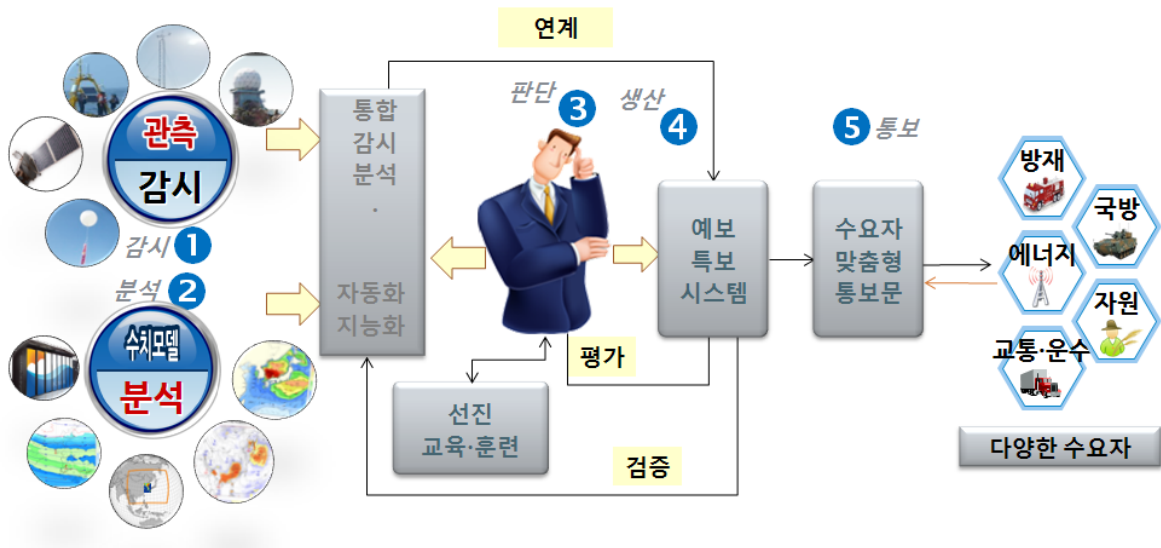 연계
관측
감시
감시 1
분석 2
수치모델
분석
통합
감시
분석
.
자동화
지능화
판단 3
생산 4
5 통보
예보
특보
시스템
수요자
맞춤형
통보문
방재
국방
에너지
자원
교통·운수
다양한 수요자
평가
선진
교육·훈련
검증